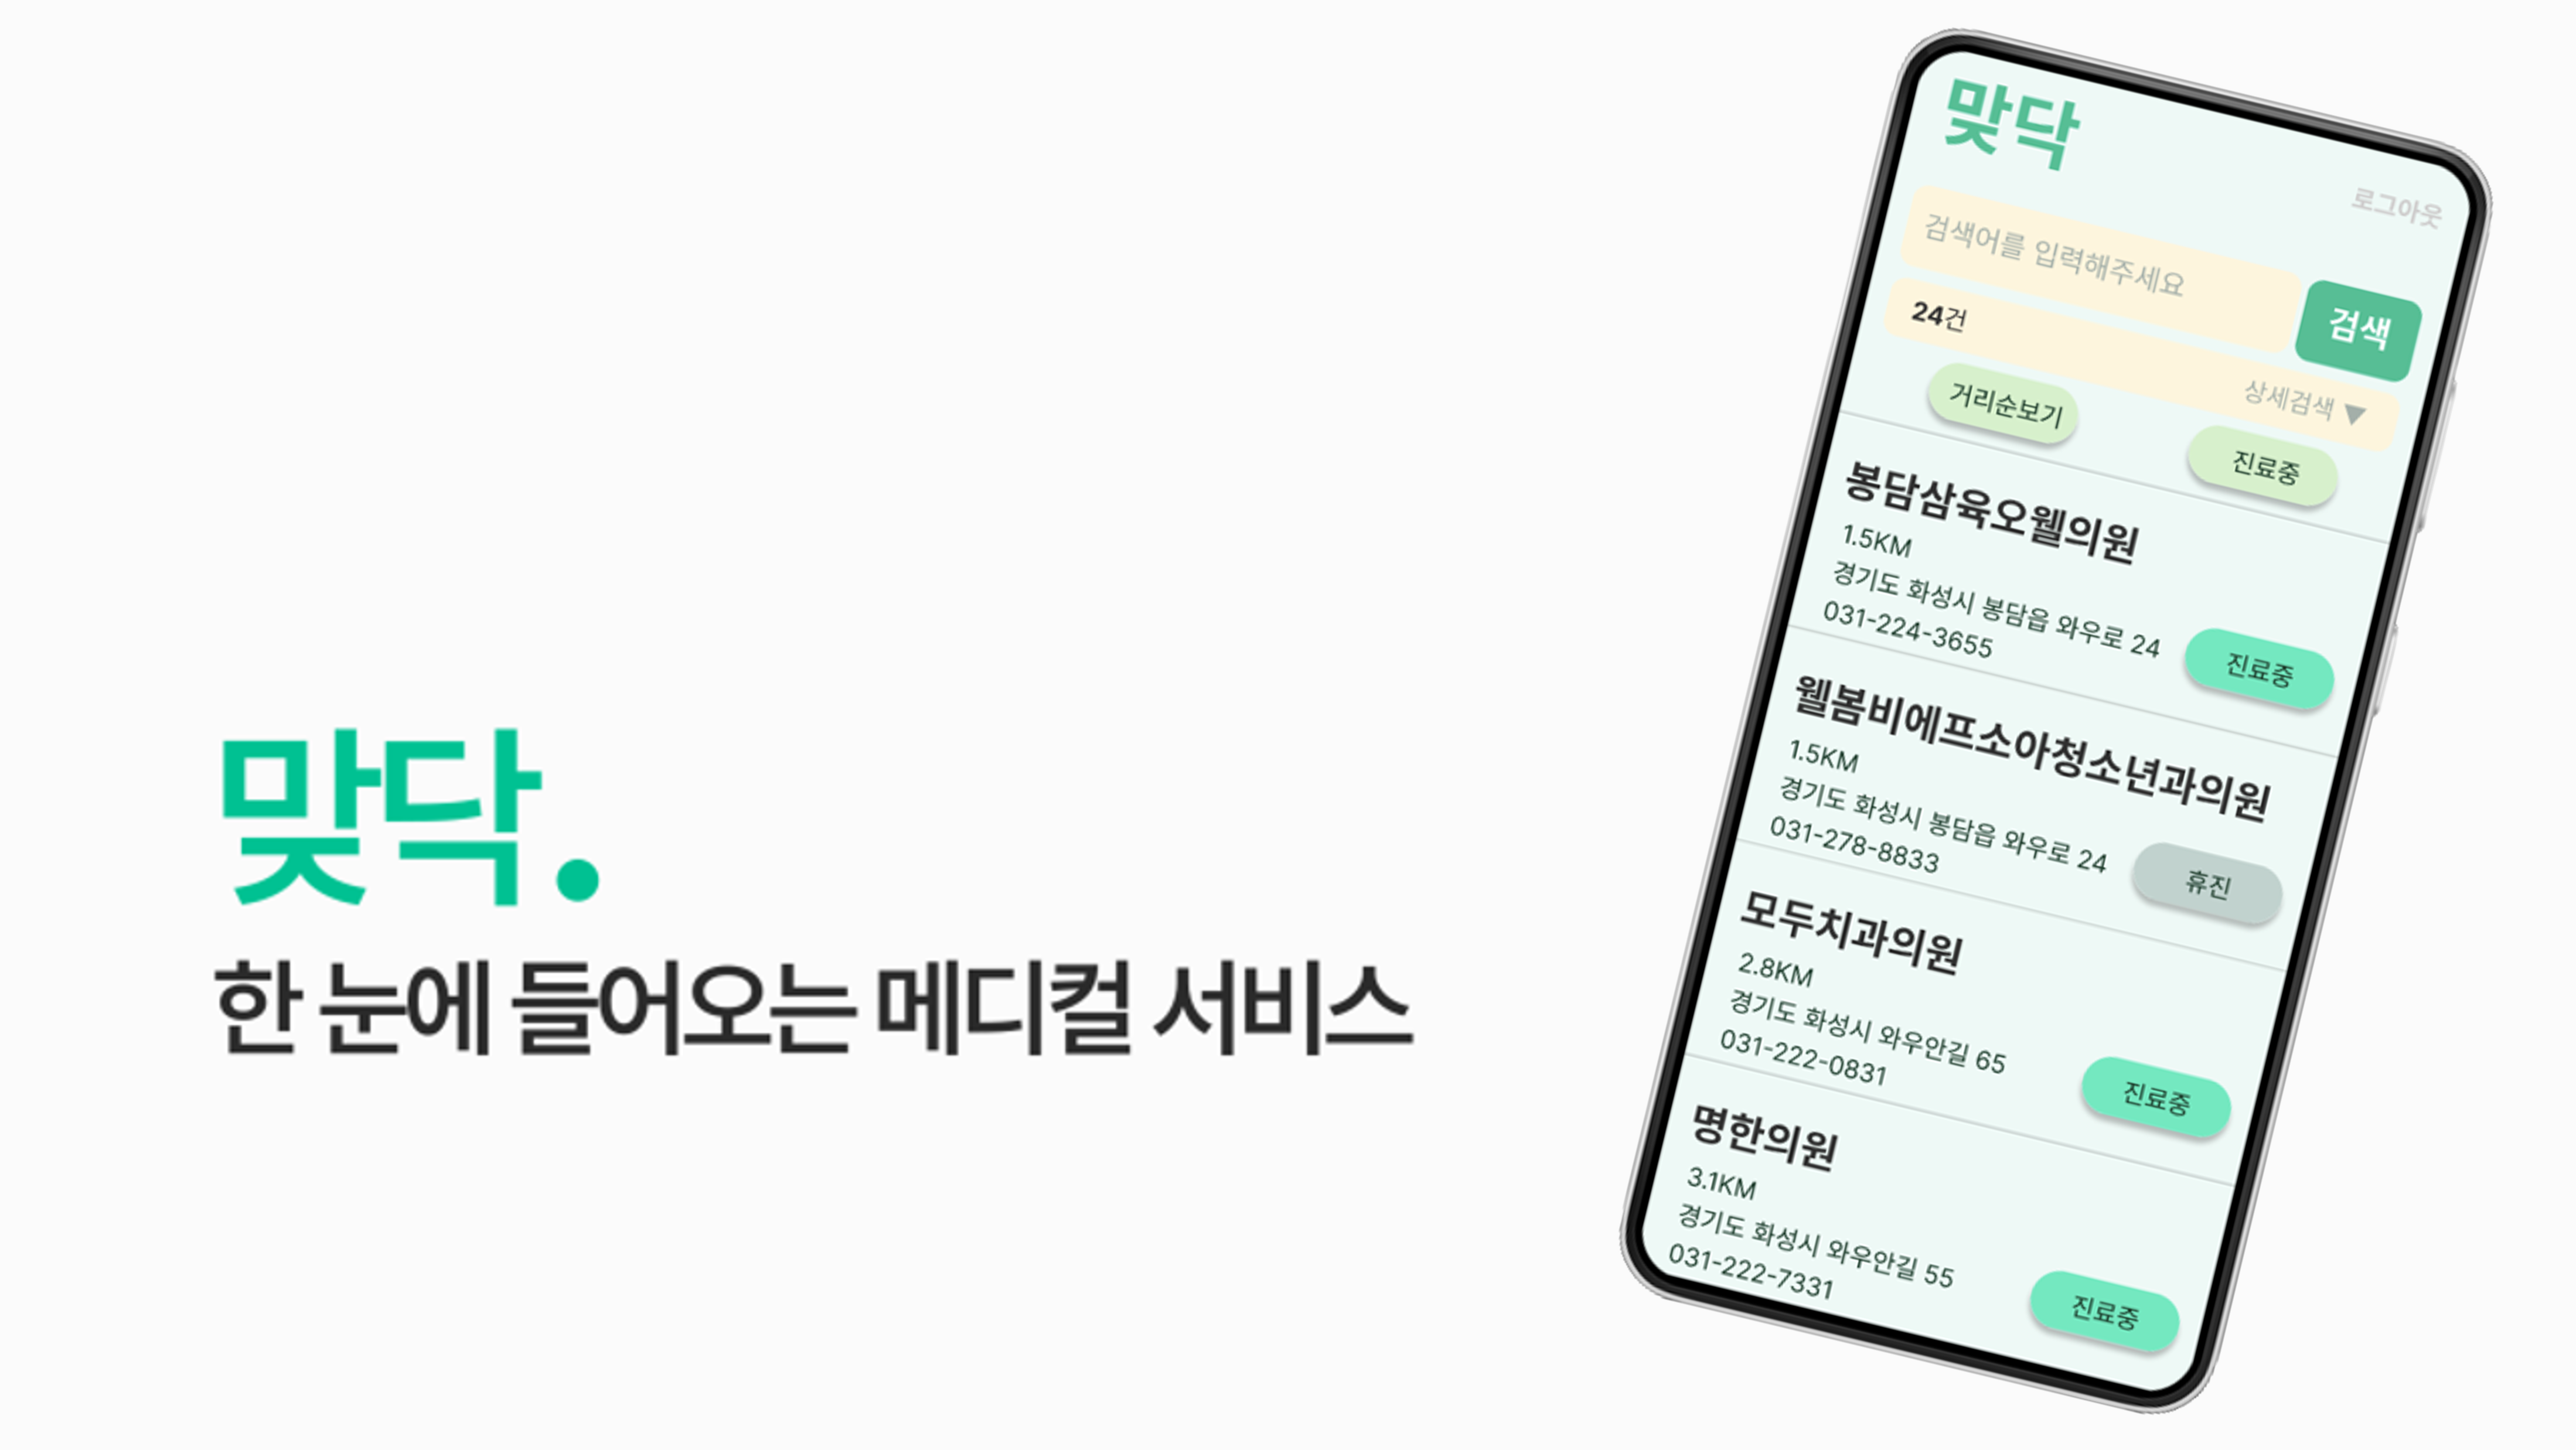 맞닥.
한 눈에 들어오는 메디컬 서비스
맞닥
로그아웃
검색어를 입력해주세요
검색
24건
상세검색 ▼
거리순보기
진료중
봉담삼육오웰의원
1.5KM
경기도 화성시 봉담읍 와우로 24
031-224-3655
진료중
웰봄비에프소아청소년과의원
1.5KM
경기도 화성시 봉담읍 와우로 24
031-278-8833
휴진
모두치과의원
2.8KM
경기도 화성시 와우안길 65
031-222-0831
진료중
명한의원
3.1KM
경기도 화성시 와우안길 55
031-222-7331
진료중